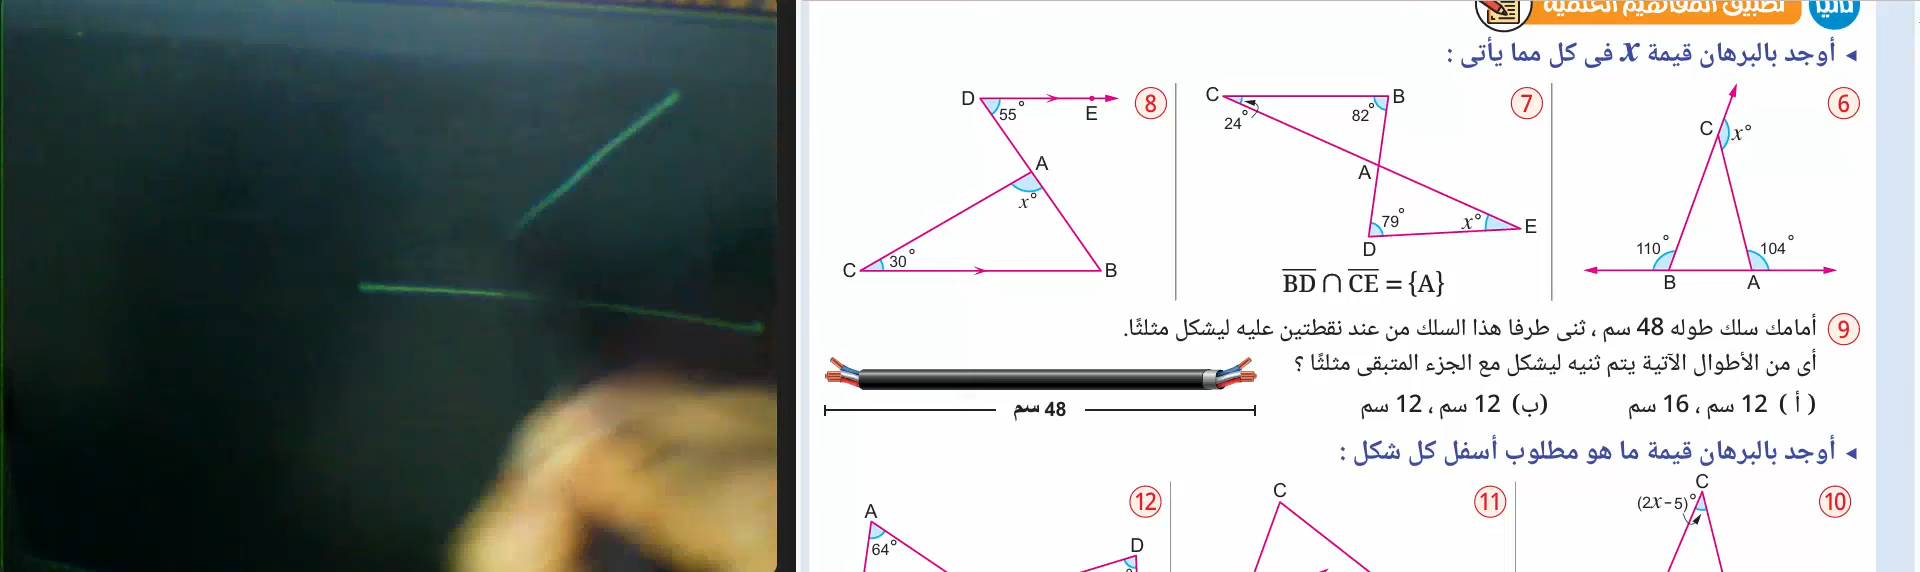 ثانيًا
تطبيق المفاهيم العلمية
◂ أوجد بالبرهان قيمة x فى كل مما يأتى :
6
C
x°
110°
104°
B
A
7
C
B
24°
82°
A
79°
x°
D
E
BD ∩ CE = {A}
8
D
55°
E
A
x°
C
30°
B
9 أمامك سلك طوله 48 سم ، ثنى طرفا هذا السلك من عند نقطتين عليه ليشكل مثلثًا.
أى من الأطوال الآتية يتم ثنيه ليشكل مع الجزء المتبقى مثلثًا ؟
( أ ) 12 سم ، 16 سم (ب) 12 سم ، 12 سم
48 سم
◂ أوجد بالبرهان قيمة ما هو مطلوب أسفل كل شكل :
10
C
(2x-5)°
11
C
12
A
64°
D